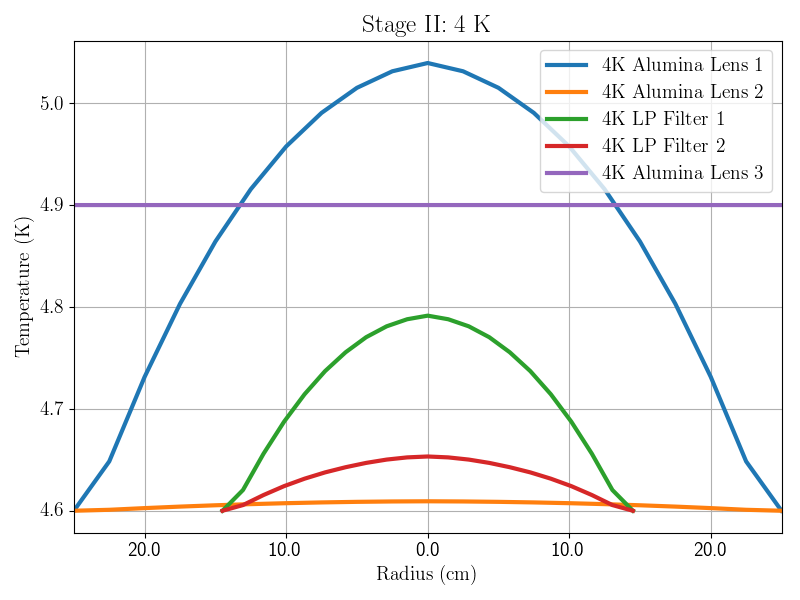 Stage II: 4 K
4K Alumina Lens 1
4K Alumina Lens 2
4K LP Filter 1
4K LP Filter 2
4K Alumina Lens 3
Temperature (K)
5.0
4.9
4.8
4.7
4.6
20.0 10.0 0.0 10.0 20.0
Radius (cm)